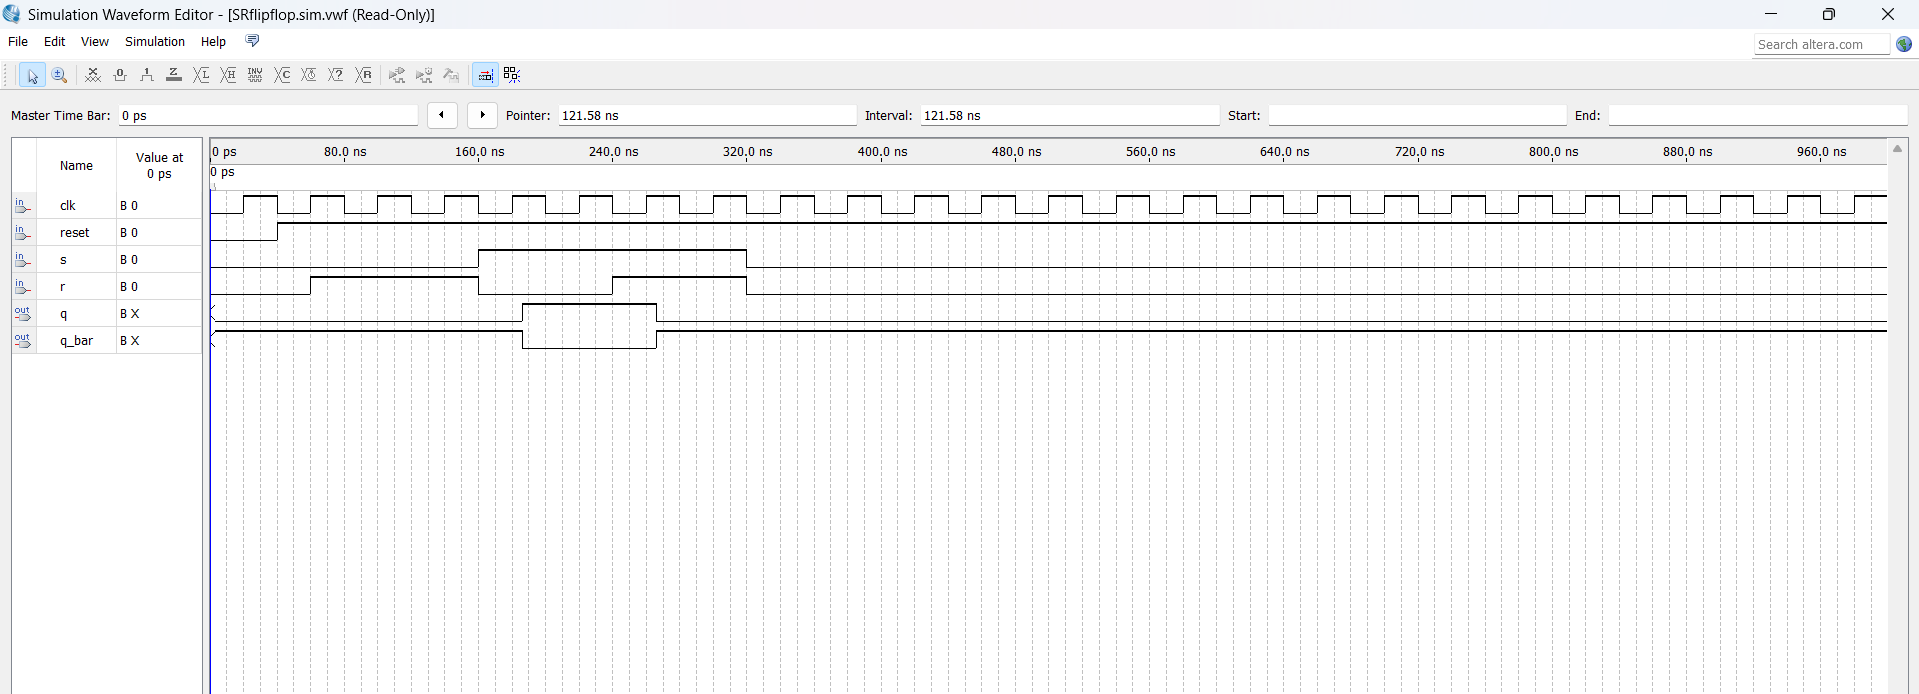 Simulation Waveform Editor - [SRflipflop.sim.vwf (Read-Only)]
File Edit View Simulation Help
Search altera.com
Master Time Bar: 0 ps Pointer: 121.58 ns Interval: 121.58 ns Start: End:
Name Value at 0 ps
0 ps 80.0 ns 160.0 ns 240.0 ns 320.0 ns 400.0 ns 480.0 ns 560.0 ns 640.0 ns 720.0 ns 800.0 ns 880.0 ns 960.0 ns
0 ps
in clk B 0
in reset B 0
in s B 0
in r B 0
out q B X
out q_bar B X